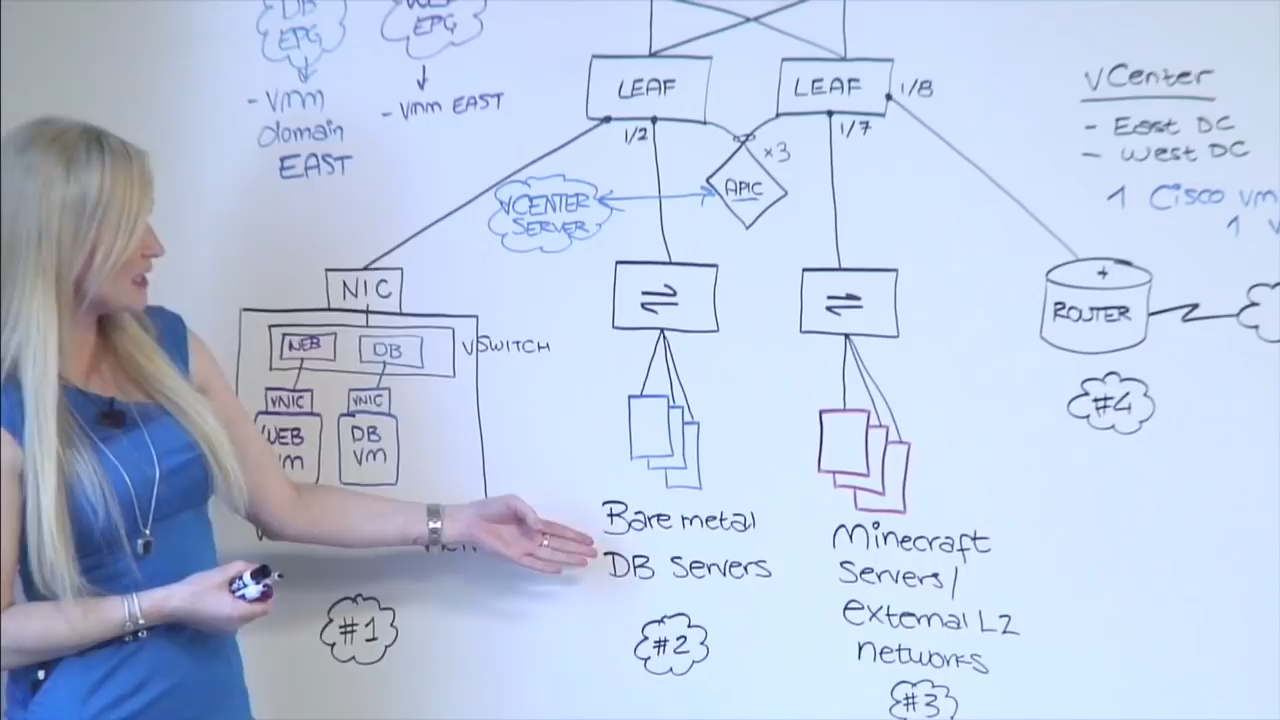 DB
EPG
EPG
- vmm
domain
EAST
- vmm EAST
LEAF
LEAF
1/8
1/2
1/7
x3
APIC
VCENTER
SERVER
vCenter
- East DC
- West DC
1 Cisco vm
1
NIC
WEB
DB
VSWITCH
VNIC
VNIC
WEB
DB
VM
ROUTER
#4
Bare metal
DB Servers
Minecraft
Servers/
external L2
networks
#1
#2
#3